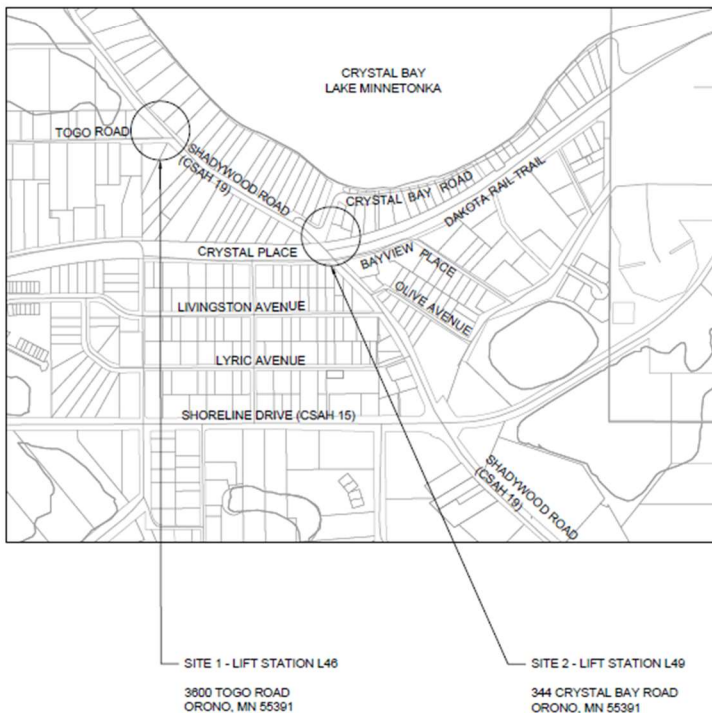 CRYSTAL BAY
LAKE MINNETONKA
TOGO ROAD
SHADYWOOD ROAD
(CSAH 19)
CRYSTAL BAY ROAD
DAKOTA RAIL TRAIL
CRYSTAL PLACE
BAYVIEW PLACE
OLIVE AVENUE
LIVINGSTON AVENUE
LYRIC AVENUE
SHORELINE DRIVE (CSAH 15)
SHADYWOOD ROAD
(CSAH 19)
SITE 1 - LIFT STATION L46
3600 TOGO ROAD
ORONO, MN 55391
SITE 2 - LIFT STATION L49
344 CRYSTAL BAY ROAD
ORONO, MN 55391